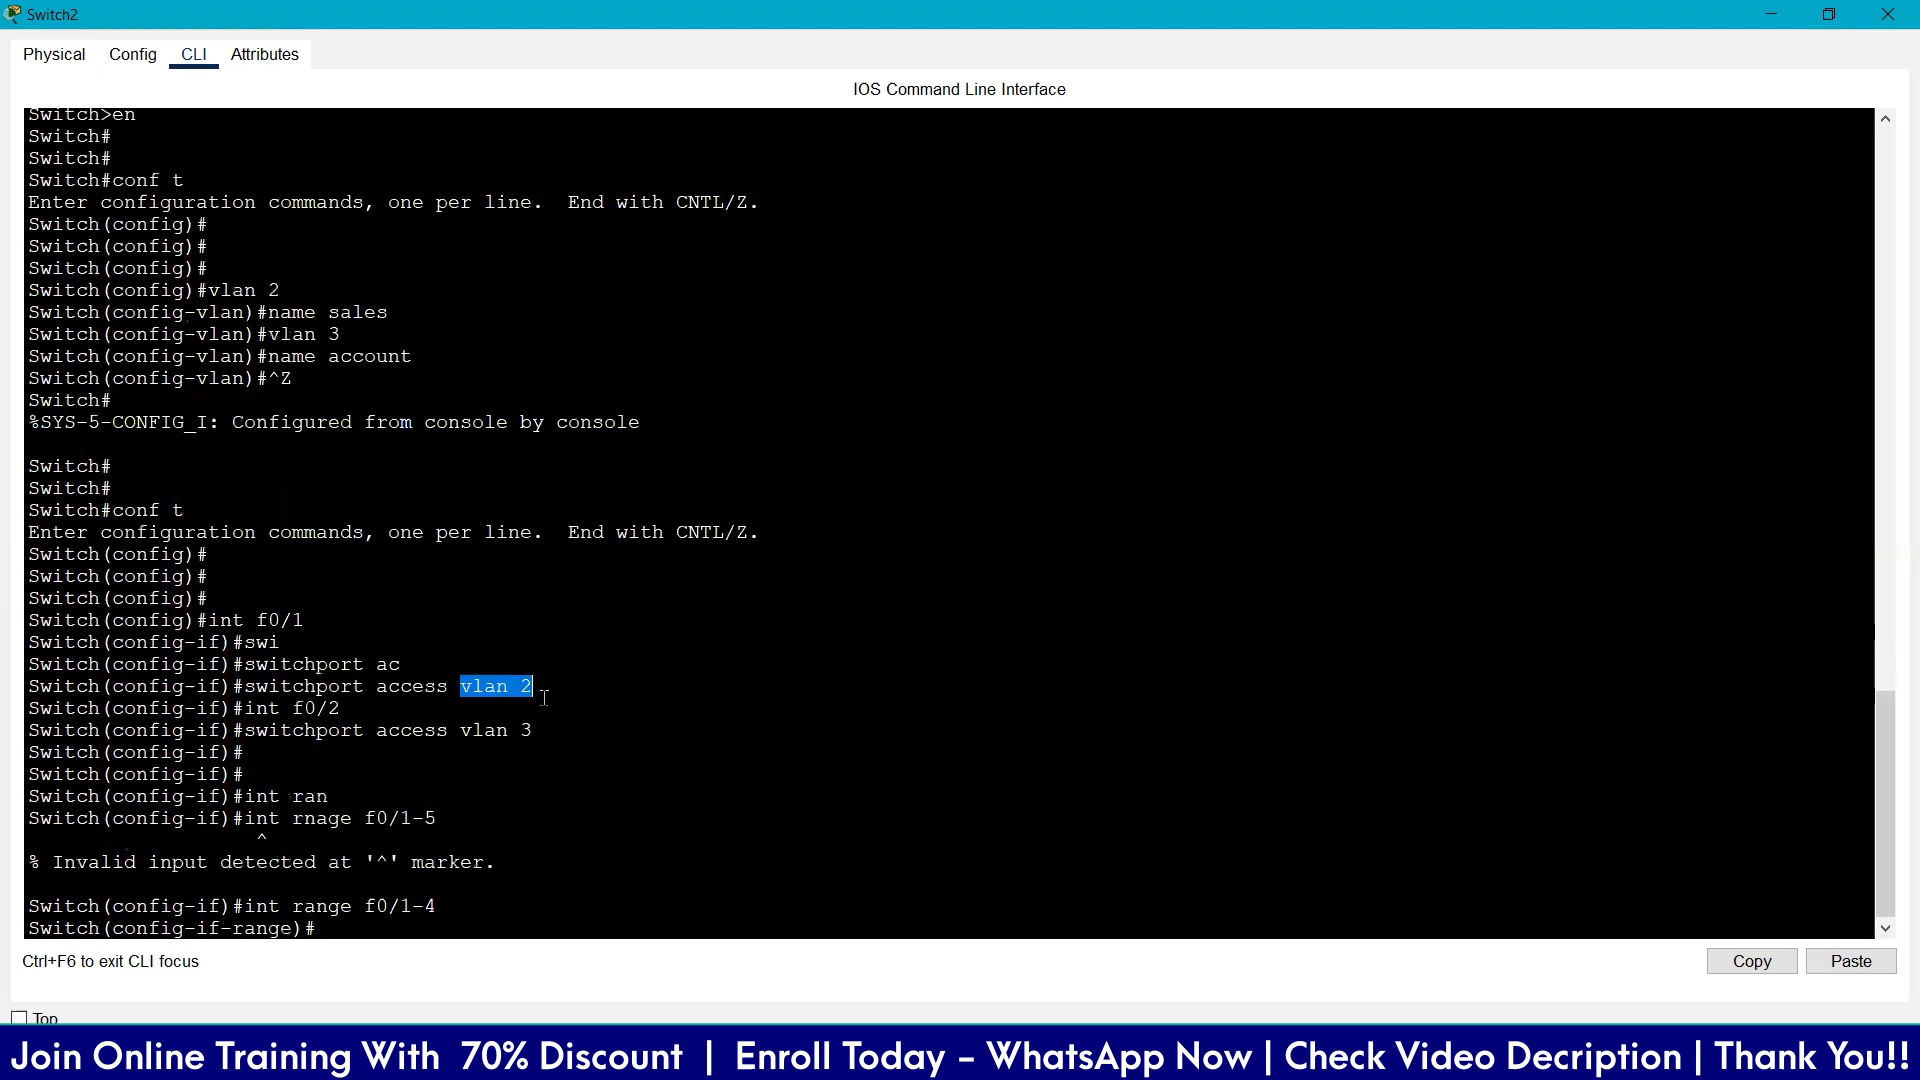 Switch2
Physical Config CLI Attributes
IOS Command Line Interface
Switch>en
Switch#
Switch#
Switch#conf t
Enter configuration commands, one per line.  End with CNTL/Z.
Switch(config)#
Switch(config)#
Switch(config)#
Switch(config)#vlan 2
Switch(config-vlan)#name sales
Switch(config-vlan)#vlan 3
Switch(config-vlan)#name account
Switch(config-vlan)#^Z
Switch#
%SYS-5-CONFIG_I: Configured from console by console
Switch#
Switch#
Switch#conf t
Enter configuration commands, one per line.  End with CNTL/Z.
Switch(config)#
Switch(config)#
Switch(config)#
Switch(config)#int f0/1
Switch(config-if)#swi
Switch(config-if)#switchport ac
Switch(config-if)#switchport access vlan 2
Switch(config-if)#int f0/2
Switch(config-if)#switchport access vlan 3
Switch(config-if)#
Switch(config-if)#
Switch(config-if)#int ran
Switch(config-if)#int rnage f0/1-5
^
% Invalid input detected at '^' marker.
Switch(config-if)#int range f0/1-4
Switch(config-if-range)#
Ctrl+F6 to exit CLI focus
Copy Paste
Top
Join Online Training With 70% Discount | Enroll Today - WhatsApp Now | Check Video Decription | Thank You!!